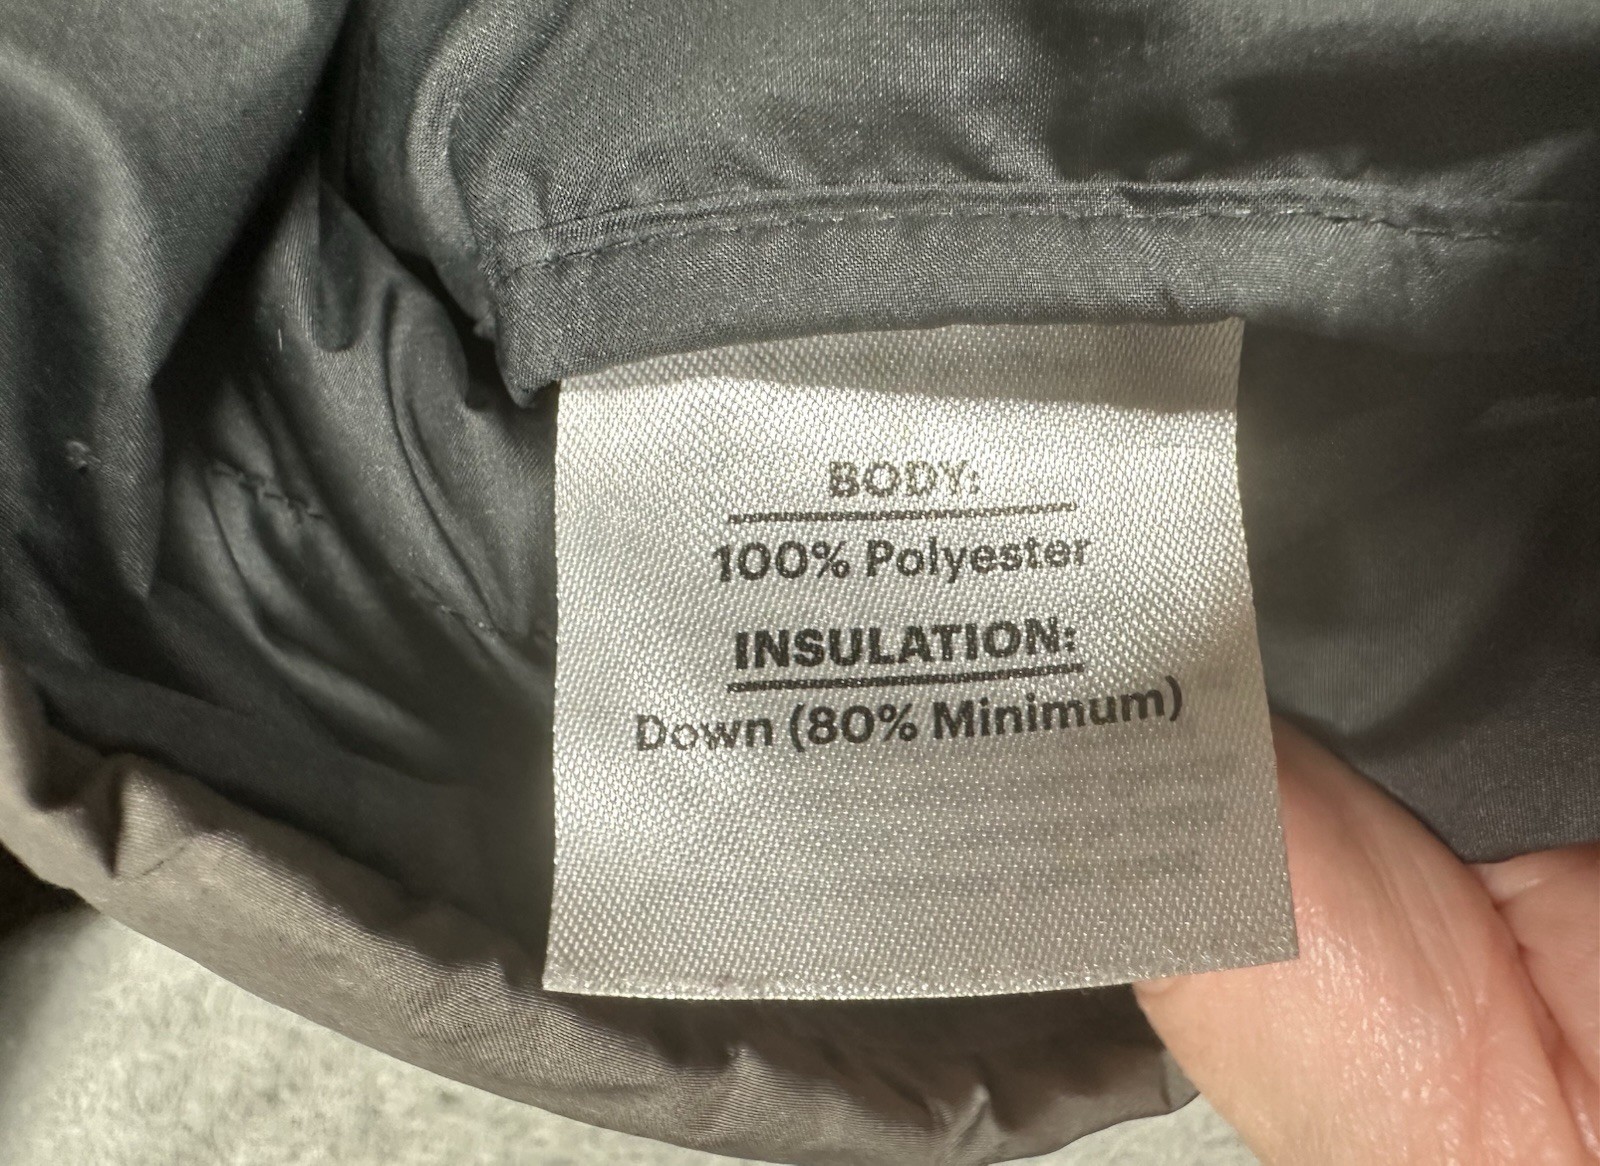 BODY:
100% Polyester
INSULATION:
Down (80% Minimum)